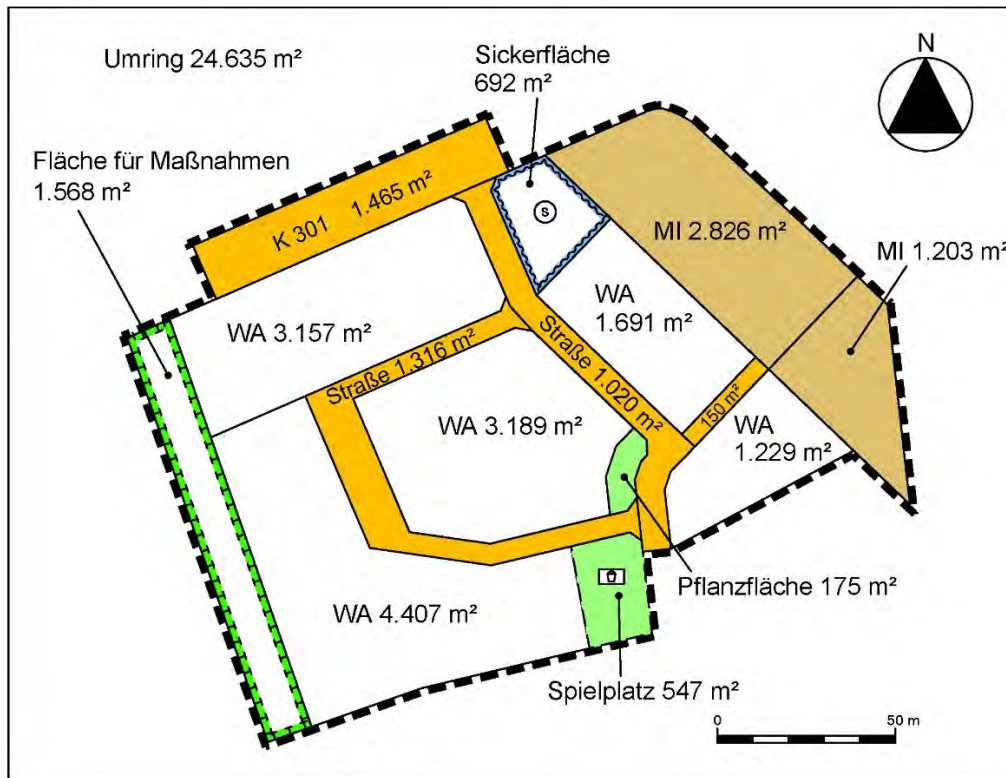 Umring 24.635 m²
Sickerfläche
692 m²
N
Fläche für Maßnahmen
1.568 m²
K 301 1.465 m²
S
MI 2.826 m²
MI 1.203 m²
WA
1.691 m²
WA 3.157 m²
Straße 1.316 m²
Straße 1.020 m²
150 m²
WA 3.189 m²
WA
1.229 m²
Pflanzfläche 175 m²
WA 4.407 m²
Spielplatz 547 m²
0
50 m